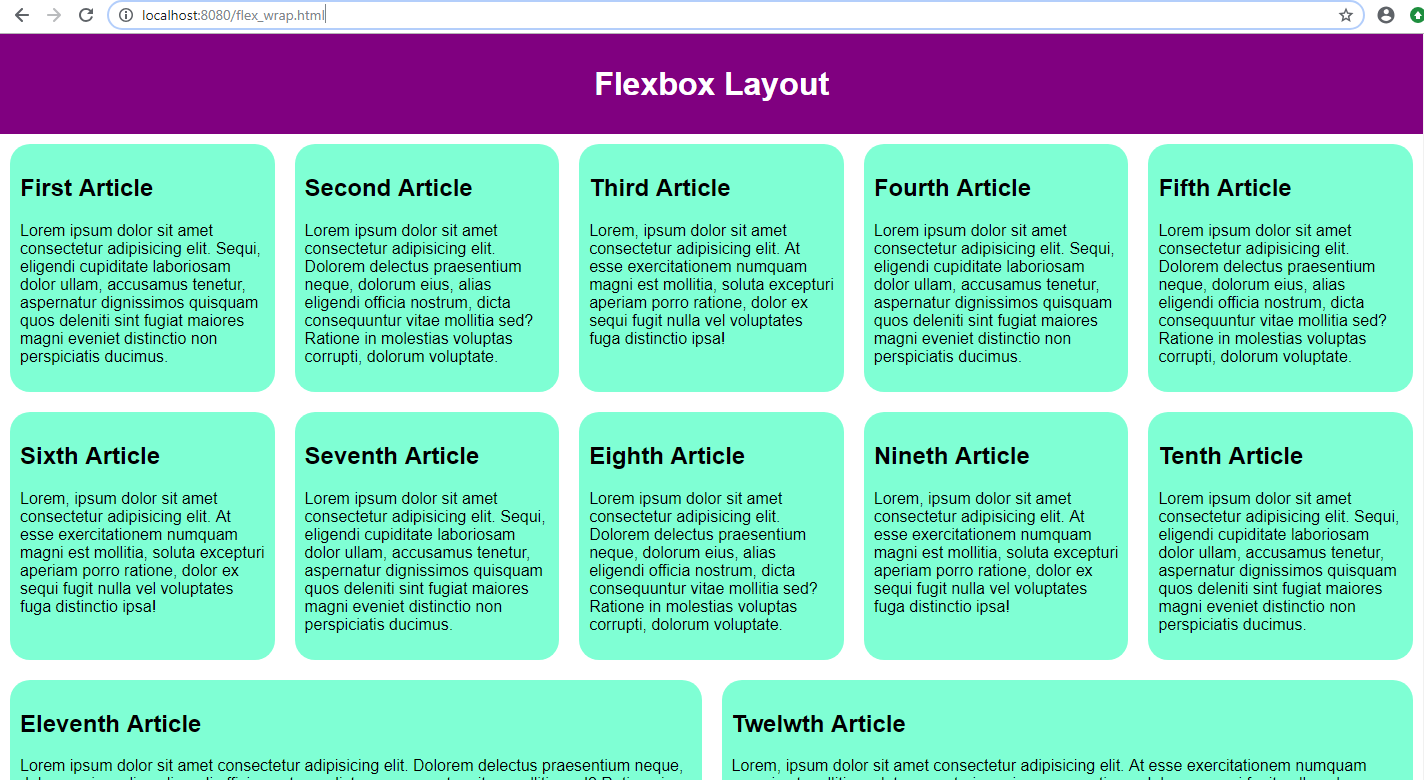 localhost:8080/flex_wrap.html
Flexbox Layout
First Article
Lorem ipsum dolor sit amet
consectetur adipisicing elit. Sequi,
eligendi cupiditate laboriosam
dolor ullam, accusamus tenetur,
aspernatur dignissimos quisquam
quos deleniti sint fugiat maiores
magni eveniet distinctio non
perspiciatis ducimus.
Second Article
Lorem ipsum dolor sit amet
consectetur adipisicing elit.
Dolorem delectus praesentium
neque, dolorum eius, alias
eligendi officia nostrum, dicta
consequuntur vitae mollitia sed?
Ratione in molestias voluptas
corrupti, dolorum voluptate.
Third Article
Lorem, ipsum dolor sit amet
consectetur adipisicing elit. At
esse exercitationem numquam
magni est mollitia, soluta excepturi
aperiam porro ratione, dolor ex
sequi fugit nulla vel voluptates
fuga distinctio ipsa!
Fourth Article
Lorem ipsum dolor sit amet
consectetur adipisicing elit. Sequi,
eligendi cupiditate laboriosam
dolor ullam, accusamus tenetur,
aspernatur dignissimos quisquam
quos deleniti sint fugiat maiores
magni eveniet distinctio non
perspiciatis ducimus.
Fifth Article
Lorem ipsum dolor sit amet
consectetur adipisicing elit.
Dolorem delectus praesentium
neque, dolorum eius, alias
eligendi officia nostrum, dicta
consequuntur vitae mollitia sed?
Ratione in molestias voluptas
corrupti, dolorum voluptate.
Sixth Article
Lorem, ipsum dolor sit amet
consectetur adipisicing elit. At
esse exercitationem numquam
magni est mollitia, soluta excepturi
aperiam porro ratione, dolor ex
sequi fugit nulla vel voluptates
fuga distinctio ipsa!
Seventh Article
Lorem ipsum dolor sit amet
consectetur adipisicing elit. Sequi,
eligendi cupiditate laboriosam
dolor ullam, accusamus tenetur,
aspernatur dignissimos quisquam
quos deleniti sint fugiat maiores
magni eveniet distinctio non
perspiciatis ducimus.
Eighth Article
Lorem ipsum dolor sit amet
consectetur adipisicing elit.
Dolorem delectus praesentium
neque, dolorum eius, alias
eligendi officia nostrum, dicta
consequuntur vitae mollitia sed?
Ratione in molestias voluptas
corrupti, dolorum voluptate.
Nineth Article
Lorem, ipsum dolor sit amet
consectetur adipisicing elit. At
esse exercitationem numquam
magni est mollitia, soluta excepturi
aperiam porro ratione, dolor ex
sequi fugit nulla vel voluptates
fuga distinctio ipsa!
Tenth Article
Lorem ipsum dolor sit amet
consectetur adipisicing elit. Sequi,
eligendi cupiditate laboriosam
dolor ullam, accusamus tenetur,
aspernatur dignissimos quisquam
quos deleniti sint fugiat maiores
magni eveniet distinctio non
perspiciatis ducimus.
Eleventh Article
Lorem ipsum dolor sit amet consectetur adipisicing elit. Dolorem delectus praesentium neque,
Twelwth Article
Lorem, ipsum dolor sit amet consectetur adipisicing elit. At esse exercitationem numquam